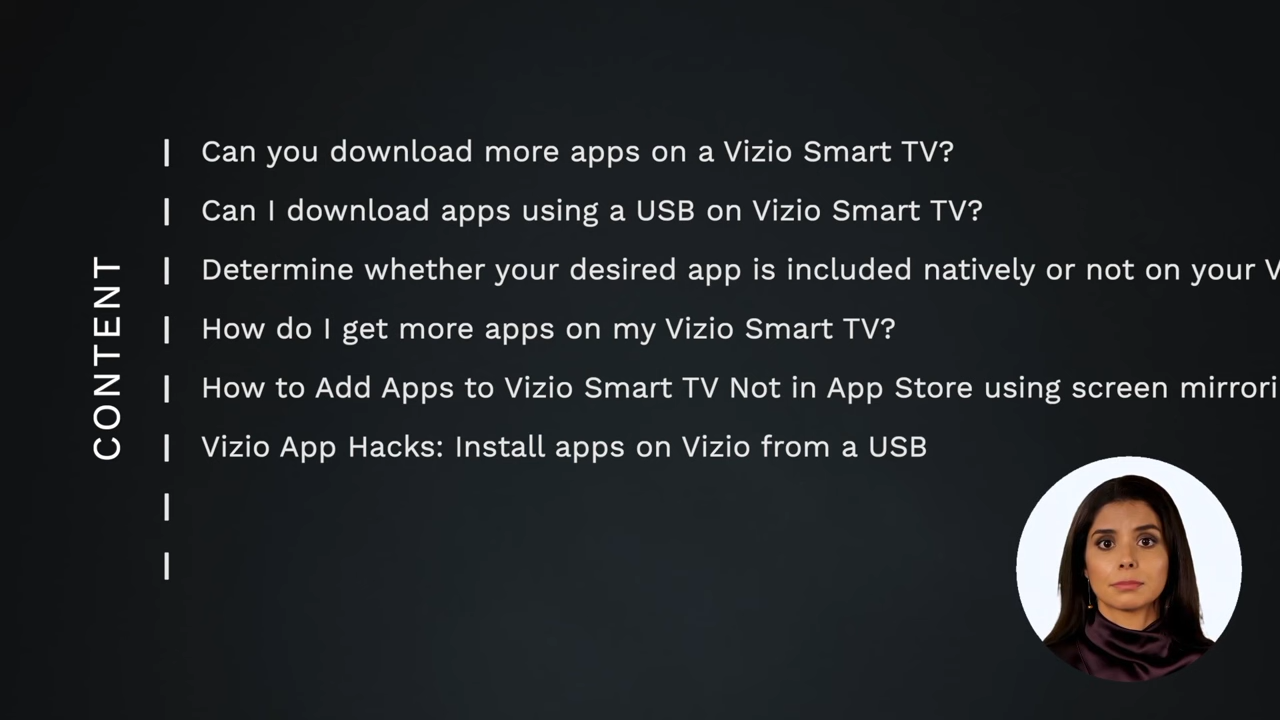 CONTENT
Can you download more apps on a Vizio Smart TV?
Can I download apps using a USB on Vizio Smart TV?
Determine whether your desired app is included natively or not on your
How do I get more apps on my Vizio Smart TV?
How to Add Apps to Vizio Smart TV Not in App Store using screen mirrori
Vizio App Hacks: Install apps on Vizio from a USB